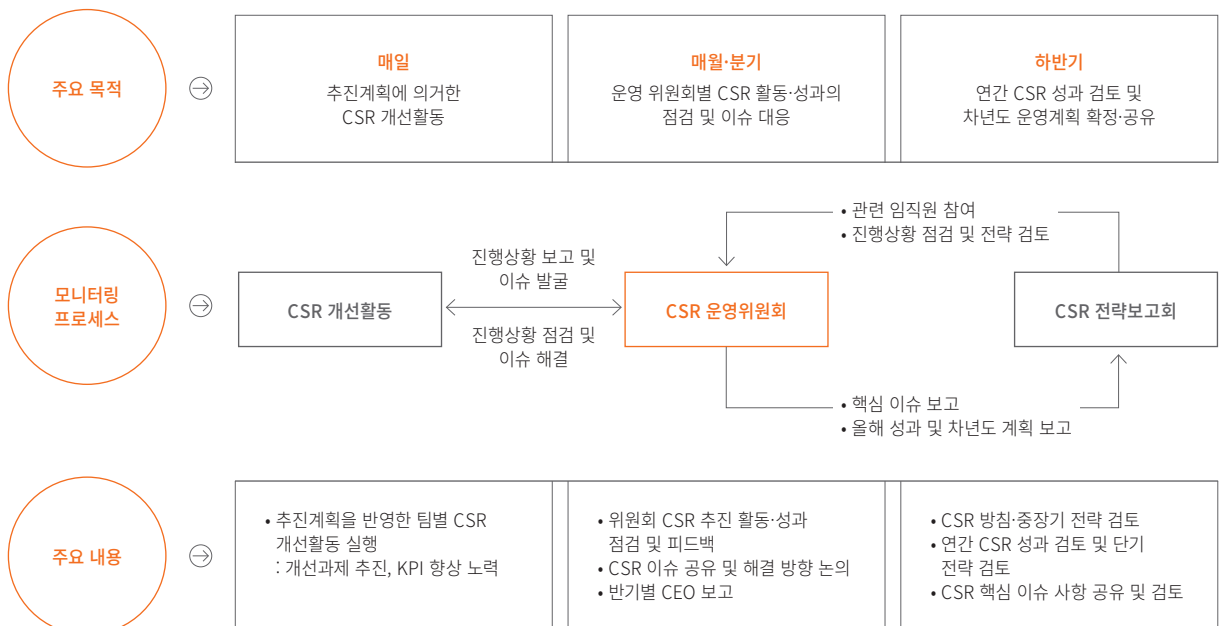 주요 목적
매일
추진계획에 의거한
CSR 개선활동
매월·분기
운영 위원회별 CSR 활동·성과의
점검 및 이슈 대응
하반기
연간 CSR 성과 검토 및
차년도 운영계획 확정·공유
모니터링
프로세스
CSR 개선활동
진행상황 보고 및
이슈 발굴
진행상황 점검 및
이슈 해결
CSR 운영위원회
• 관련 임직원 참여
• 진행상황 점검 및 전략 검토
CSR 전략보고회
• 핵심 이슈 보고
• 올해 성과 및 차년도 계획 보고
주요 내용
• 추진계획을 반영한 팀별 CSR
개선활동 실행
: 개선과제 추진, KPI 향상 노력
• 위원회 CSR 추진 활동·성과
점검 및 피드백
• CSR 이슈 공유 및 해결 방향 논의
• 반기별 CEO 보고
• CSR 방침·중장기 전략 검토
• 연간 CSR 성과 검토 및 단기
전략 검토
• CSR 핵심 이슈 사항 공유 및 검토